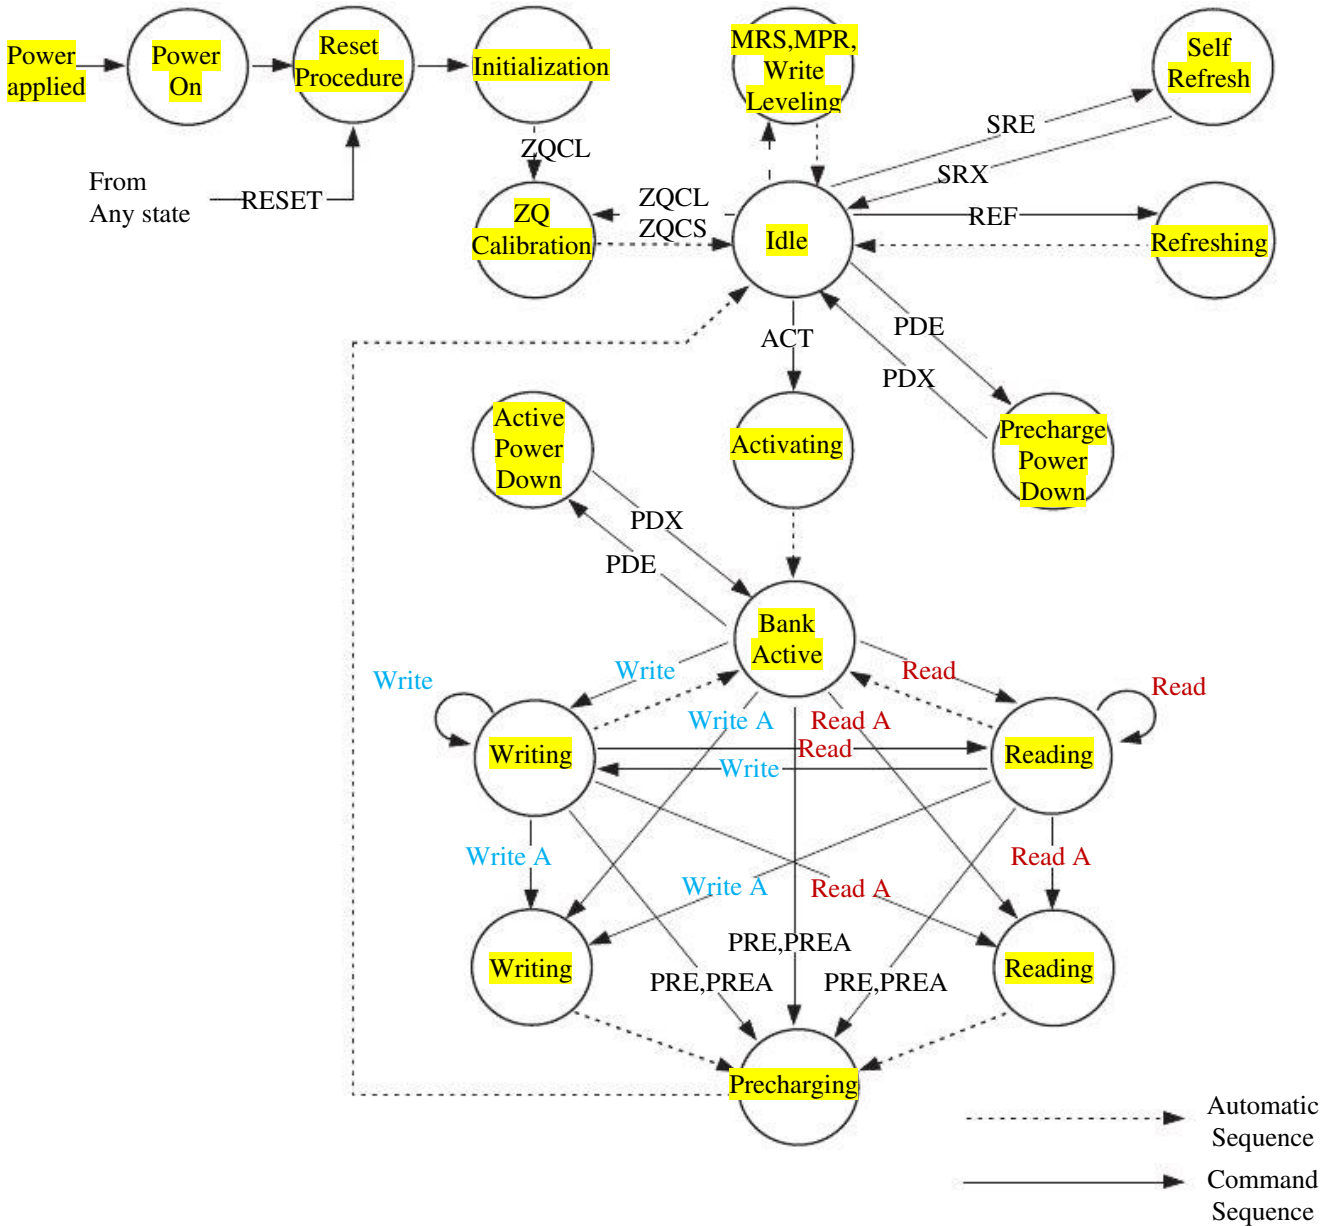 Power
applied
Power
On
Reset
Procedure
Initialization
MRS,MPR,
Write
Leveling
Self
Refresh
SRE
SRX
ZQCL
From
Any state
RESET
ZQ
Calibration
ZQCL
ZQCS
Idle
REF
Refreshing
ACT
PDE
PDX
Active
Power
Down
Activating
Precharge
Power
Down
PDX
PDE
Bank
Active
Write
Write
Read
Read
Write A
Read A
Writing
Read
Write
Reading
Write A
Write A
Read A
Read A
Writing
PRE,PREA
PRE,PREA
PRE,PREA
Reading
Precharging
Automatic
Sequence
Command
Sequence